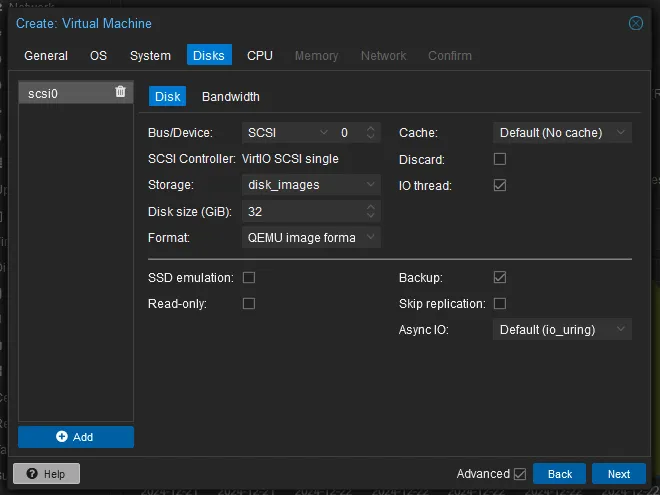 Create: Virtual Machine
General OS System Disks CPU Memory Network Confirm
scsi0
Disk Bandwidth
Bus/Device: SCSI 0 Cache: Default (No cache)
SCSI Controller: VirtIO SCSI single Discard:
Storage: disk_images IO thread:
Disk size (GiB): 32
Format: QEMU image forma
SSD emulation: Backup:
Read-only: Skip replication:
Async IO: Default (io_uring)
Add
Help Advanced Back Next